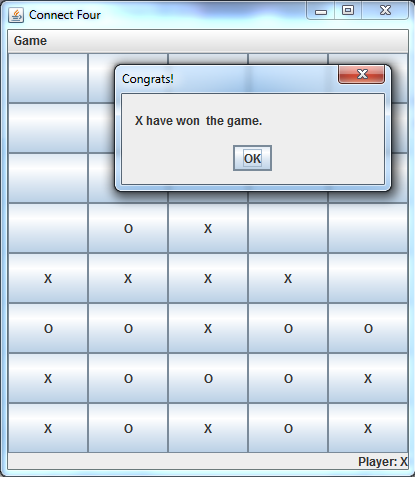 Connect Four
Game
Congrats!
X have won  the game.
OK
O X
X X X X
O O X O O
X O O O X
X O X O X
Player: X